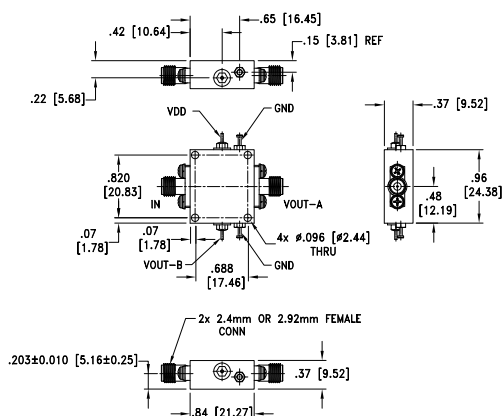 .42 [10.64]
.65 [16.45]
.15 [3.81] REF
.22 [5.68]
VDD
GND
.37 [9.52]
.820
[20.83]
IN
VOUT-A
.48
[12.19]
.96
[24.38]
.07
[1.78]
.07
[1.78]
4x ø.096 [ø2.44]
THRU
VOUT-B
GND
.688
[17.46]
2x 2.4mm OR 2.92mm FEMALE
CONN
.203±0.010 [5.16±0.25]
.37 [9.52]
.84 [21.27]